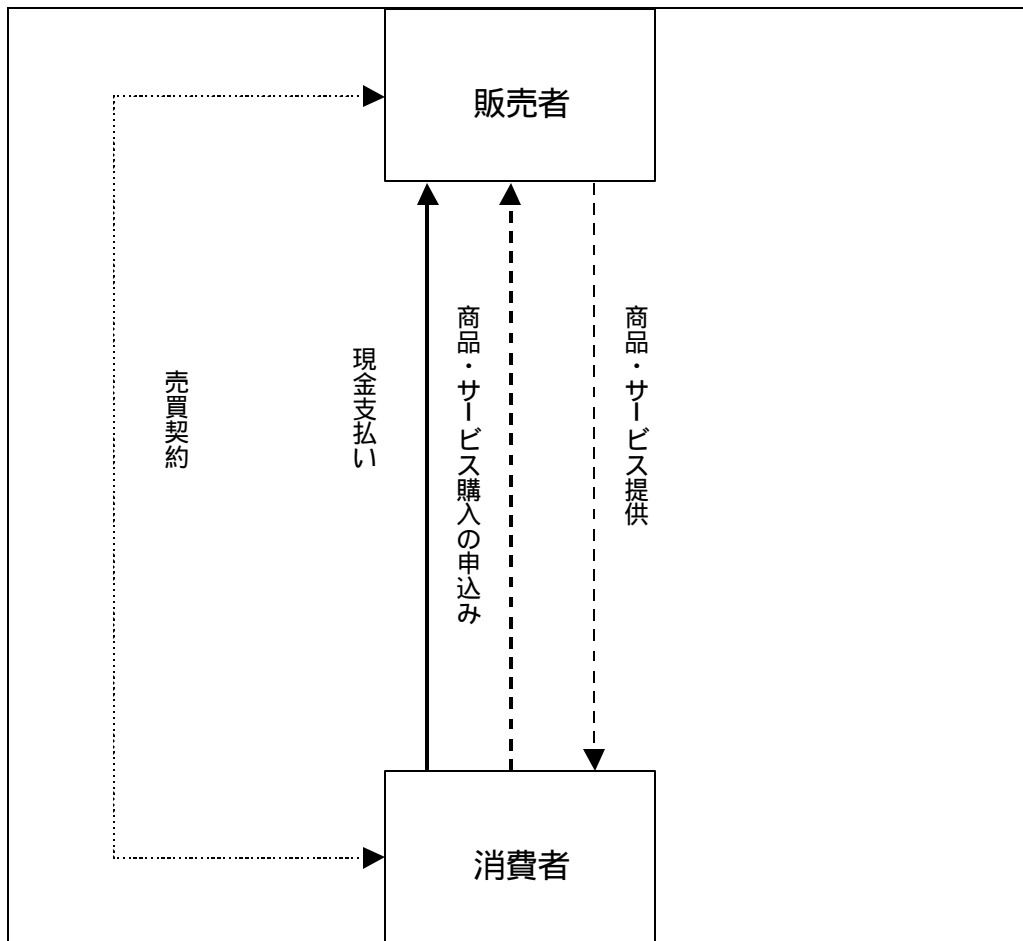 販売者
売買契約
現金支払い
商品・サービス購入の申込み
商品・サービス提供
消費者